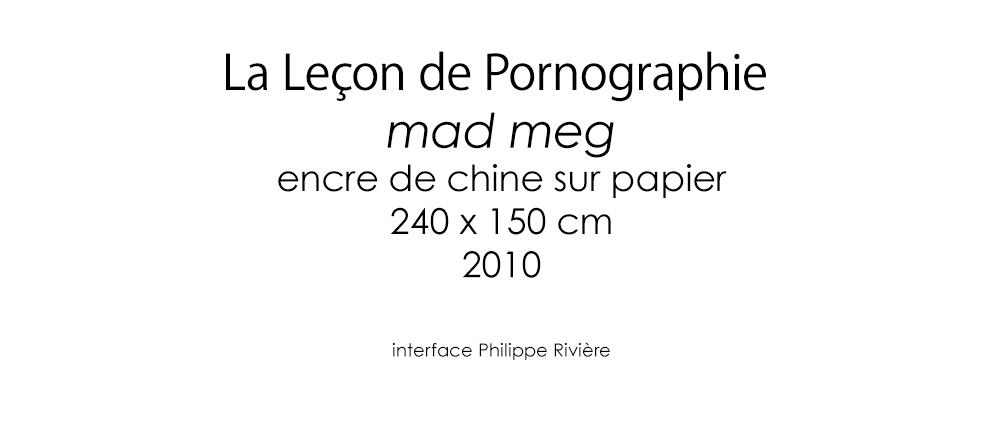 La Leçon de Pornographie
mad meg
encre de chine sur papier
240 x 150 cm
2010
interface Philippe Rivière